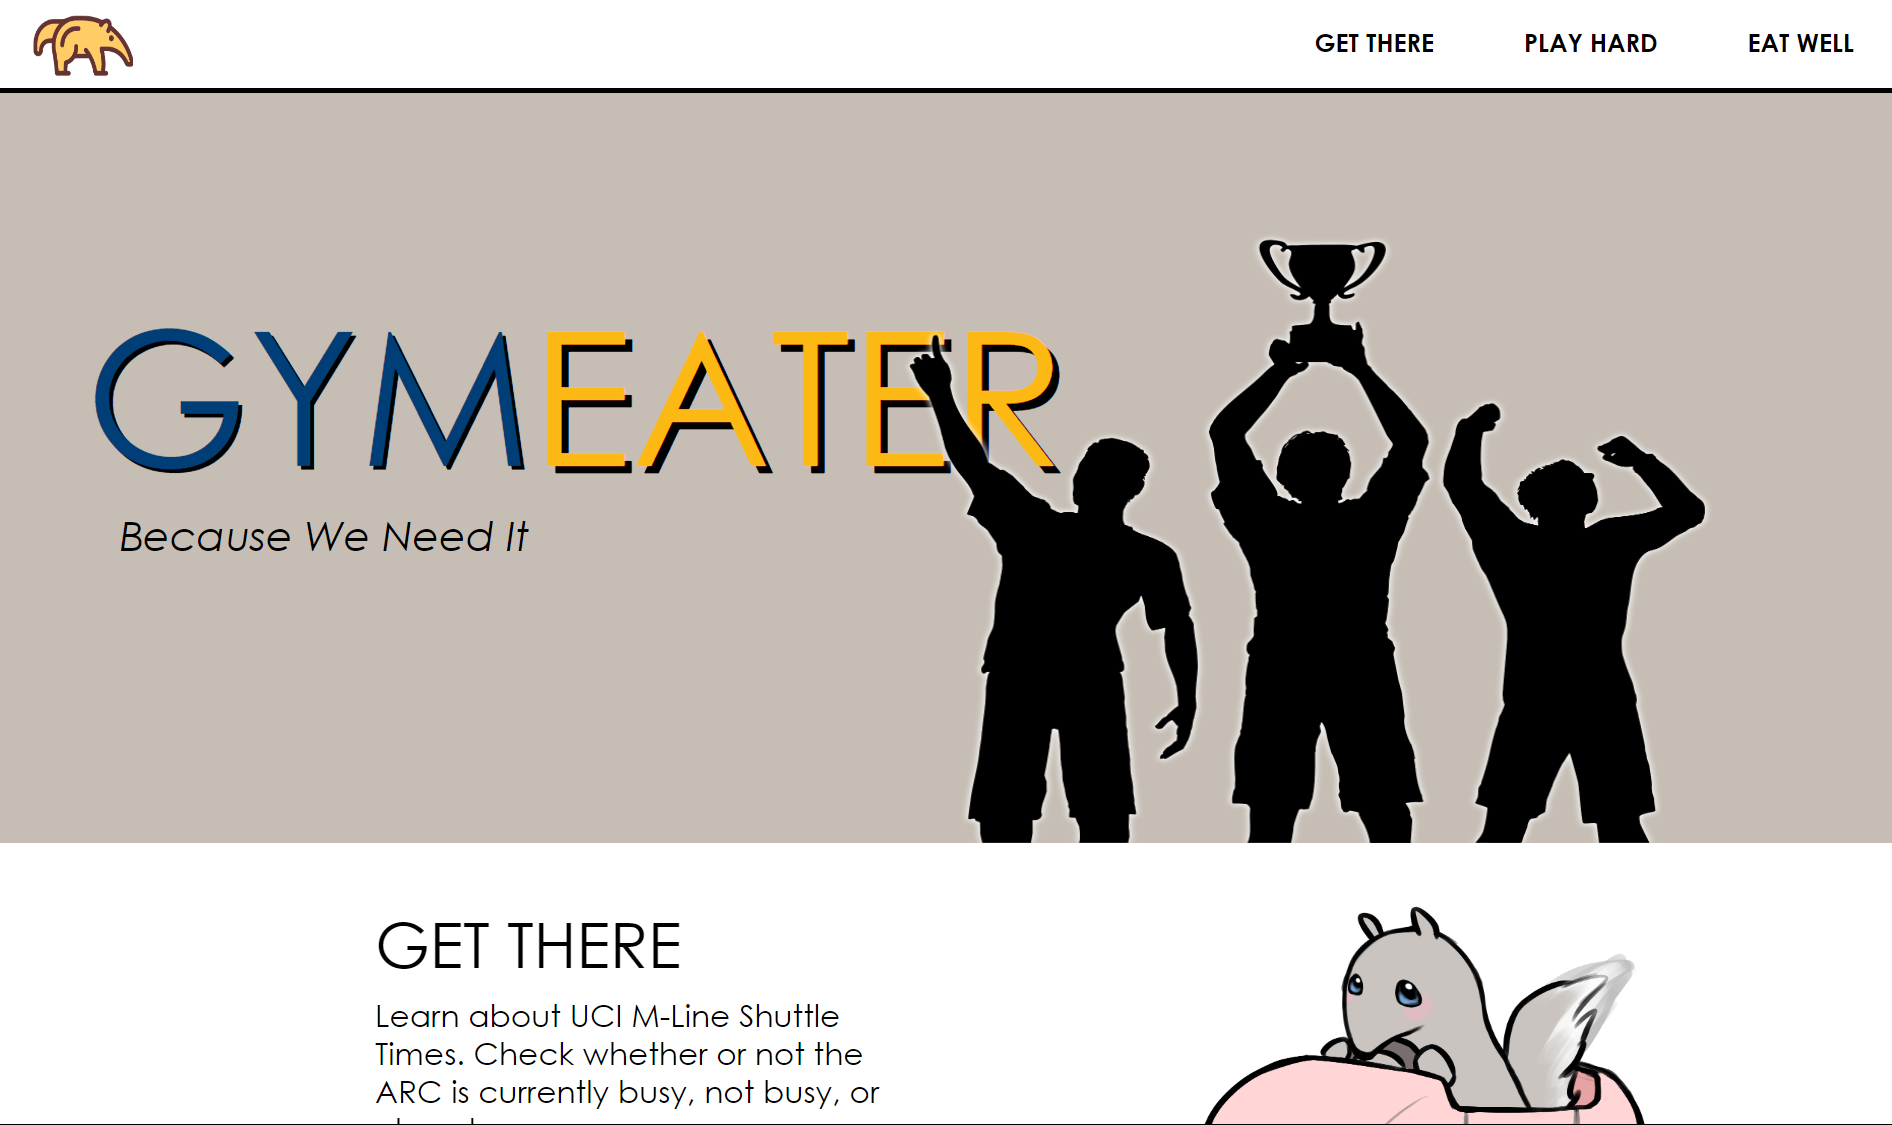 GET THERE PLAY HARD EAT WELL
GYMEATER
Because We Need It
GET THERE
Learn about UCI M-Line Shuttle
Times. Check whether or not the
ARC is currently busy, not busy, or